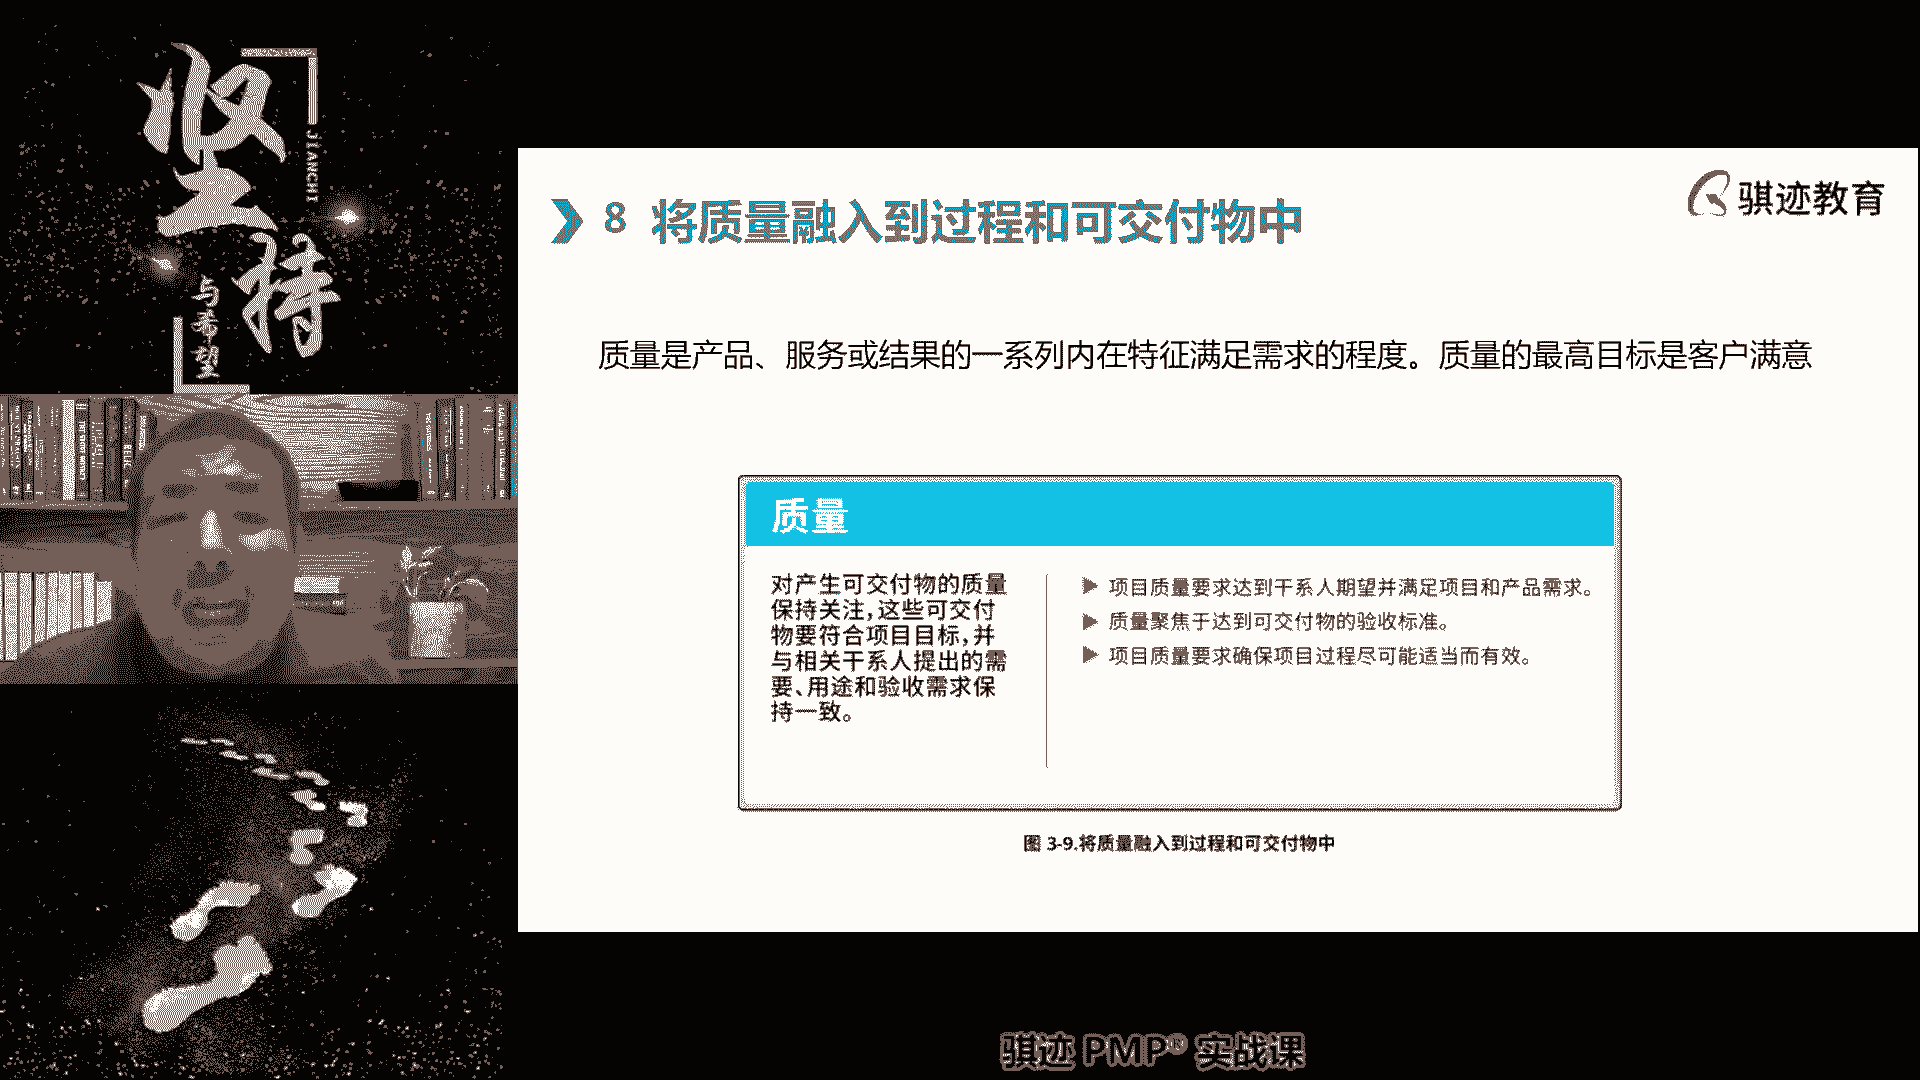 坚持
JIANCHI
与希望
骐迹教育
8 将质量融入到过程和可交付物中
质量是产品、服务或结果的一系列内在特征满足需求的程度。质量的最高目标是客户满意
质量
对产生可交付物的质量
保持关注，这些可交付
物要符合项目目标，并
与相关干系人提出的需
要、用途和验收需求保
持一致。
▶ 项目质量要求达到干系人期望并满足项目和产品需求。
▶ 质量聚焦于达到可交付物的验收标准。
▶ 项目质量要求确保项目过程尽可能适当而有效。
图 3-9.将质量融入到过程和可交付物中
骐迹 PMP® 实战课